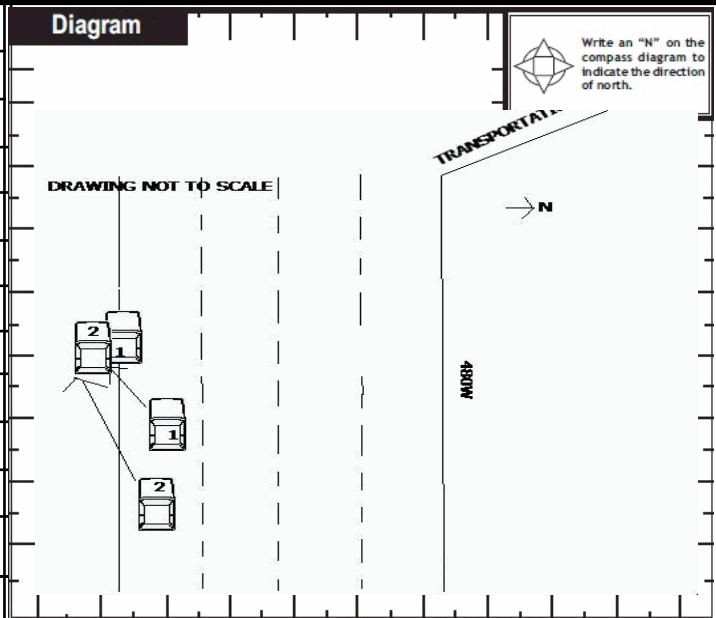 Diagram
Write an "N" on the
compass diagram to
indicate the direction
of north.
DRAWING NOT TO SCALE
N
480W
2
1
1
2